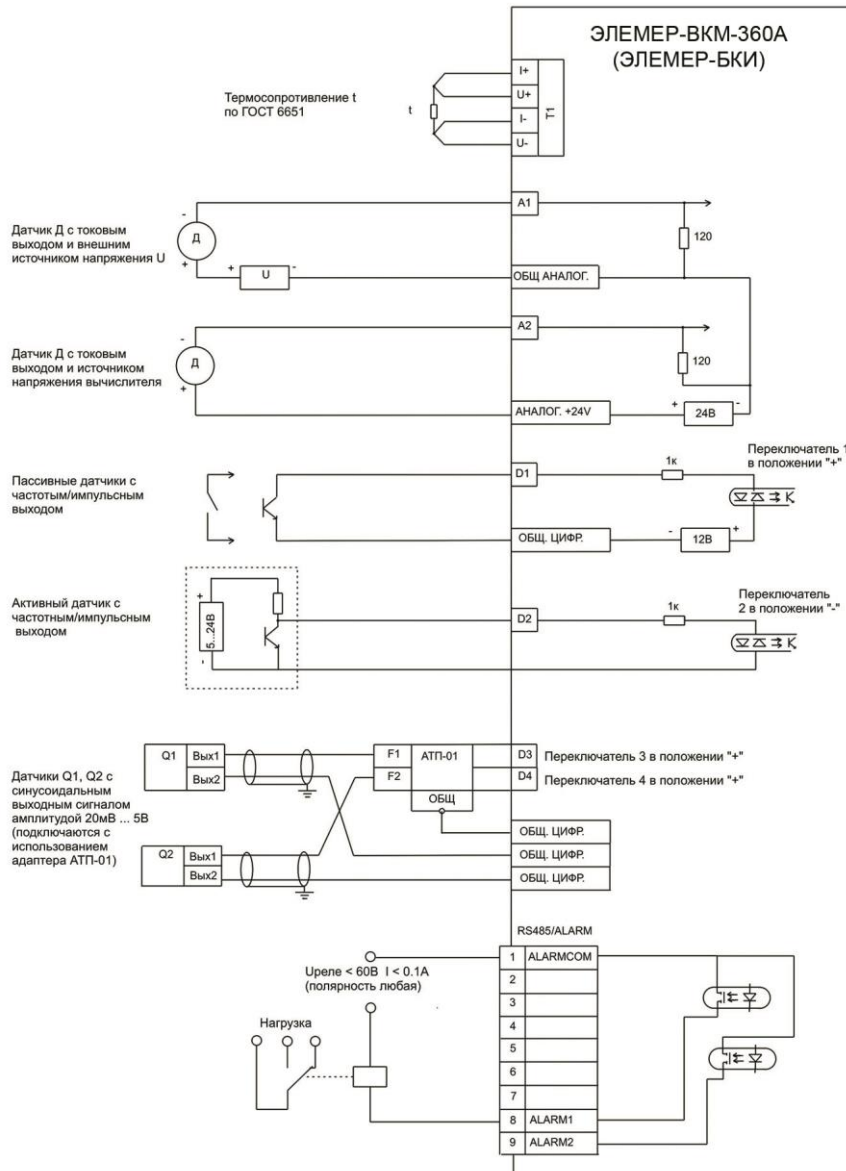 ЭЛЕМЕР-ВКМ-360А
(ЭЛЕМЕР-БКИ)
Термосопротивление t
по ГОСТ 6651
t
I+
U+
I-
U-
T1
Датчик Д с токовым
выходом и внешним
источником напряжения U
-
Д
+
+
U
-
A1
120
ОБЩ АНАЛОГ.
Датчик Д с токовым
выходом и источником
напряжения вычислителя
-
Д
+
A2
120
АНАЛОГ. +24V
+
24В
-
Пассивные датчики с
частотым/импульсным
выходом
D1
1к
Переключатель 1
в положении "+"
ОБЩ. ЦИФР.
-
12В
+
Активный датчик с
частотным/импульсным
выходом
+
5...24В
-
D2
1к
Переключатель
2 в положении "-"
Датчики Q1, Q2 с
синусоидальным
выходным сигналом
амплитудой 20мВ ... 5В
(подключаются с
использованием
адаптера АТП-01)
Q1
Вых1
Вых2
Q2
Вых1
Вых2
F1
F2
АТП-01
ОБЩ
D3
Переключатель 3 в положении "+"
D4
Переключатель 4 в положении "+"
ОБЩ. ЦИФР.
ОБЩ. ЦИФР.
ОБЩ. ЦИФР.
RS485/ALARM
Uреле < 60В I < 0.1А
(полярность любая)
Нагрузка
1 ALARMCOM
2
3
4
5
6
7
8 ALARM1
9 ALARM2